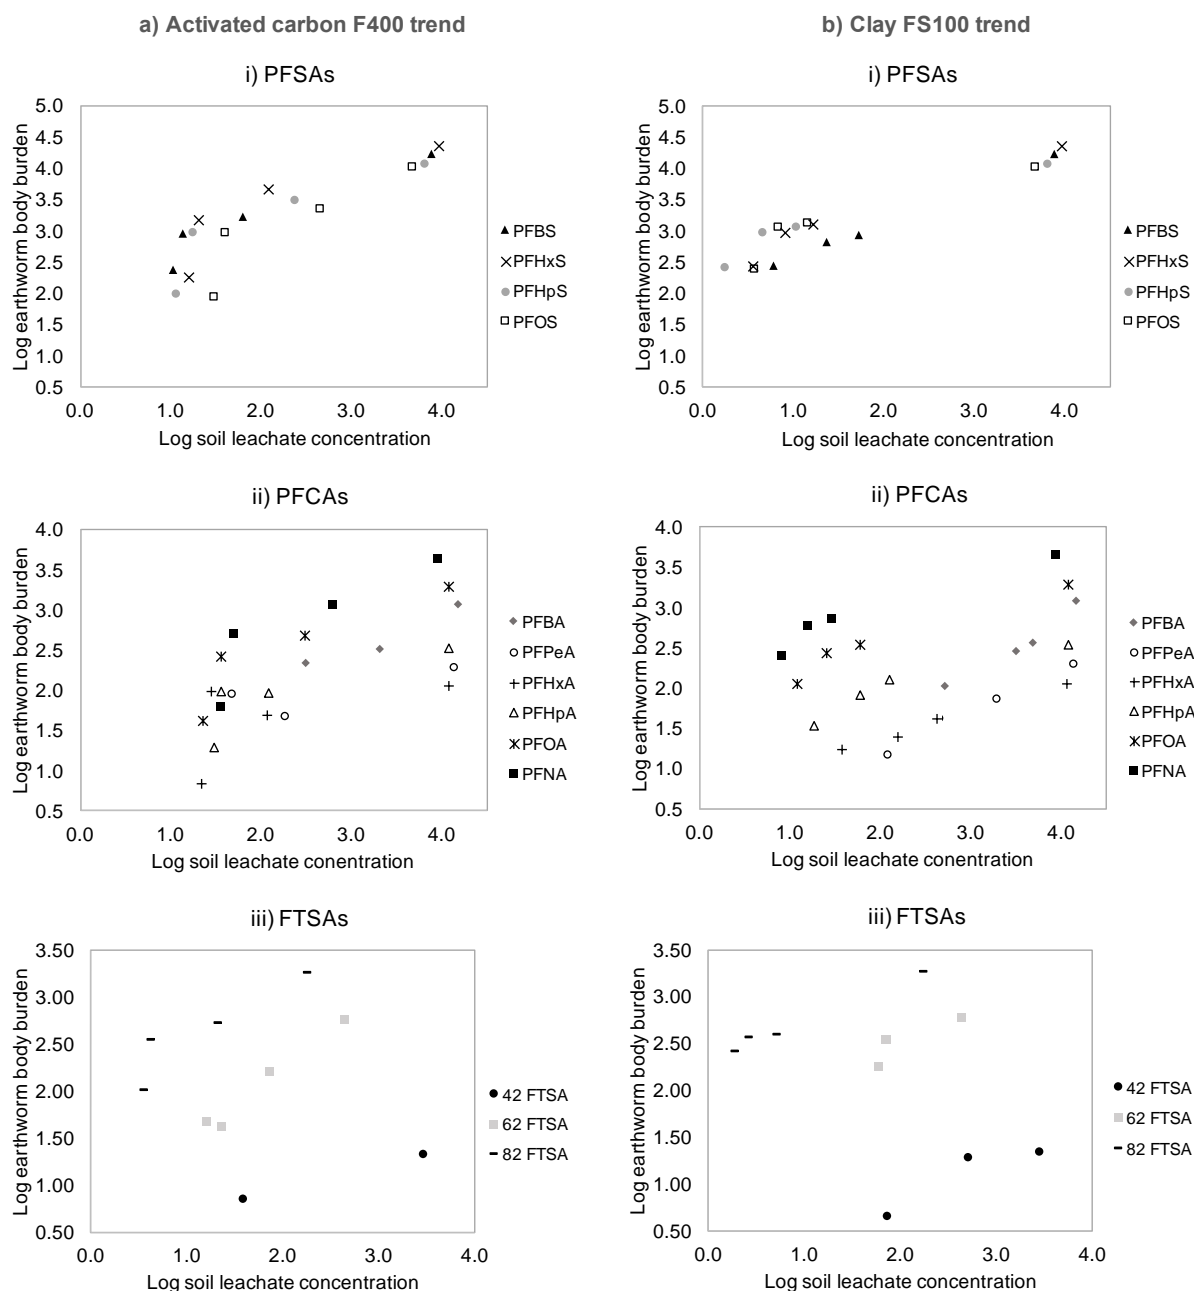 a) Activated carbon F400 trend
b) Clay FS100 trend
i) PFSAs
Log earthworm body burden
5.0
4.5
4.0
3.5
3.0
2.5
2.0
1.5
1.0
0.5
0.0 1.0 2.0 3.0 4.0
Log soil leachate concentration
PFBS
PFHxS
PFHpS
PFOS
i) PFSAs
Log earthworm body burden
5.0
4.5
4.0
3.5
3.0
2.5
2.0
1.5
1.0
0.5
0.0 1.0 2.0 3.0 4.0
Log soil leachate concentration
PFBS
PFHxS
PFHpS
PFOS
ii) PFCAs
Log earthworm body burden
4.0
3.5
3.0
2.5
2.0
1.5
1.0
0.5
0.0 1.0 2.0 3.0 4.0
Log soil leachate conentration
PFBA
PFPeA
PFHxA
PFHpA
PFOA
PFNA
ii) PFCAs
Log earthworm body burden
4.0
3.5
3.0
2.5
2.0
1.5
1.0
0.5
0.0 1.0 2.0 3.0 4.0
Log soil leachate concentration
PFBA
PFPeA
PFHxA
PFHpA
PFOA
PFNA
iii) FTSAs
Log earthworm body burden
3.50
3.00
2.50
2.00
1.50
1.00
0.50
0.0 1.0 2.0 3.0 4.0
Log soil leachate concentration
42 FTSA
62 FTSA
82 FTSA
iii) FTSAs
Log earthworm body burden
3.50
3.00
2.50
2.00
1.50
1.00
0.50
0.0 1.0 2.0 3.0 4.0
Log soil leachate concentration
42 FTSA
62 FTSA
82 FTSA